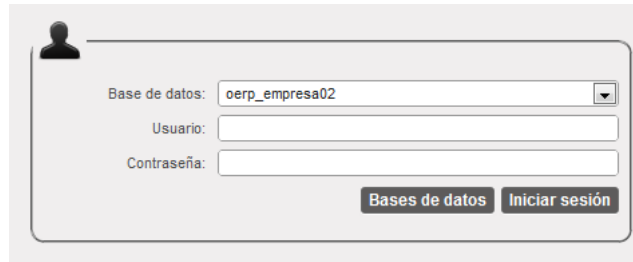 Base de datos: oerp_empresa02
Usuario:
Contraseña:
Bases de datos Iniciar sesión